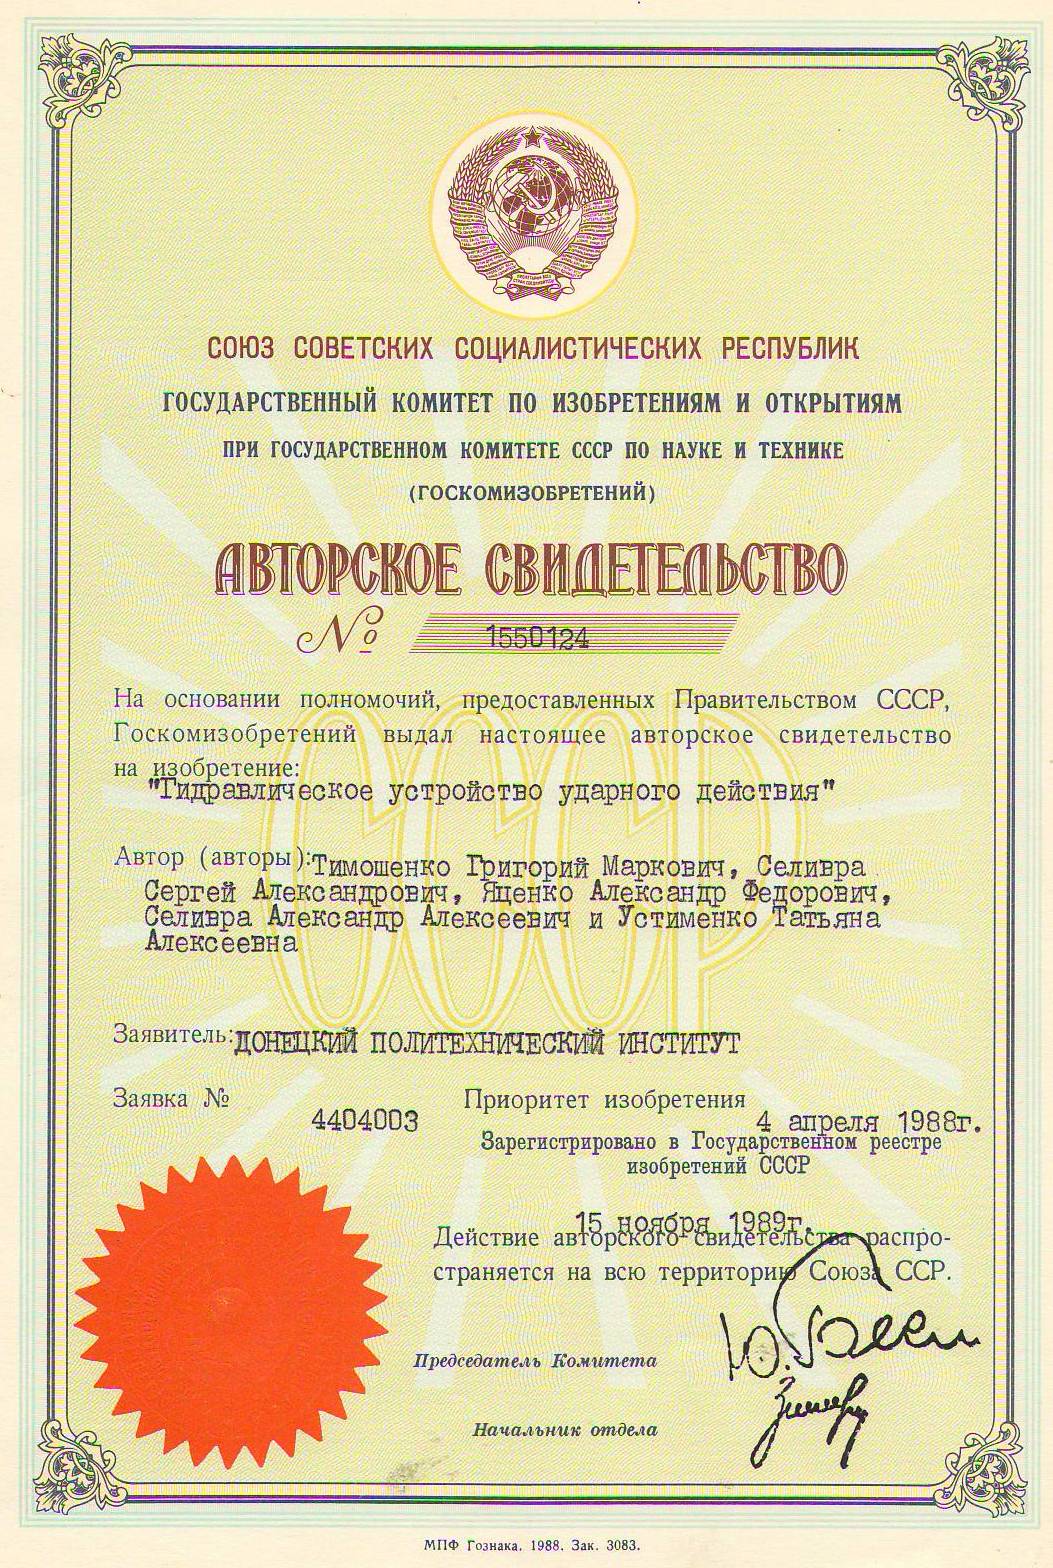 СОЮЗ СОВЕТСКИХ СОЦИАЛИСТИЧЕСКИХ РЕСПУБЛИК
ГОСУДАРСТВЕННЫЙ КОМИТЕТ ПО ИЗОБРЕТЕНИЯМ И ОТКРЫТИЯМ
ПРИ ГОСУДАРСТВЕННОМ КОМИТЕТЕ СССР ПО НАУКЕ И ТЕХНИКЕ
(ГОСКОМИЗОБРЕТЕНИЙ)
АВТОРСКОЕ СВИДЕТЕЛЬСТВО
№ 1550124
СССР
На основании полномочий, предоставленных Правительством СССР,
Госкомизобретений выдал настоящее авторское свидетельство
на изобретение:
"Гидравлическое устройство ударного действия"
Автор (авторы): Тимошенко Григорий Маркович, Селивра
Сергей Александрович, Яценко Александр Федорович,
Селивра Александр Алексеевич и Устименко Татьяна
Алексеевна
Заявитель: ДОНЕЦКИЙ ПОЛИТЕХНИЧЕСКИЙ ИНСТИТУТ
Заявка № 4404003
Приоритет изобретения 4 апреля 1988г.
Зарегистрировано в Государственном реестре
изобретений СССР
15 ноября 1989г.
Действие авторского свидетельства распро-
страняется на всю территорию Союза ССР.
Председатель Комитета
Начальник отдела
МПФ Гознака. 1988. Зак. 3083.